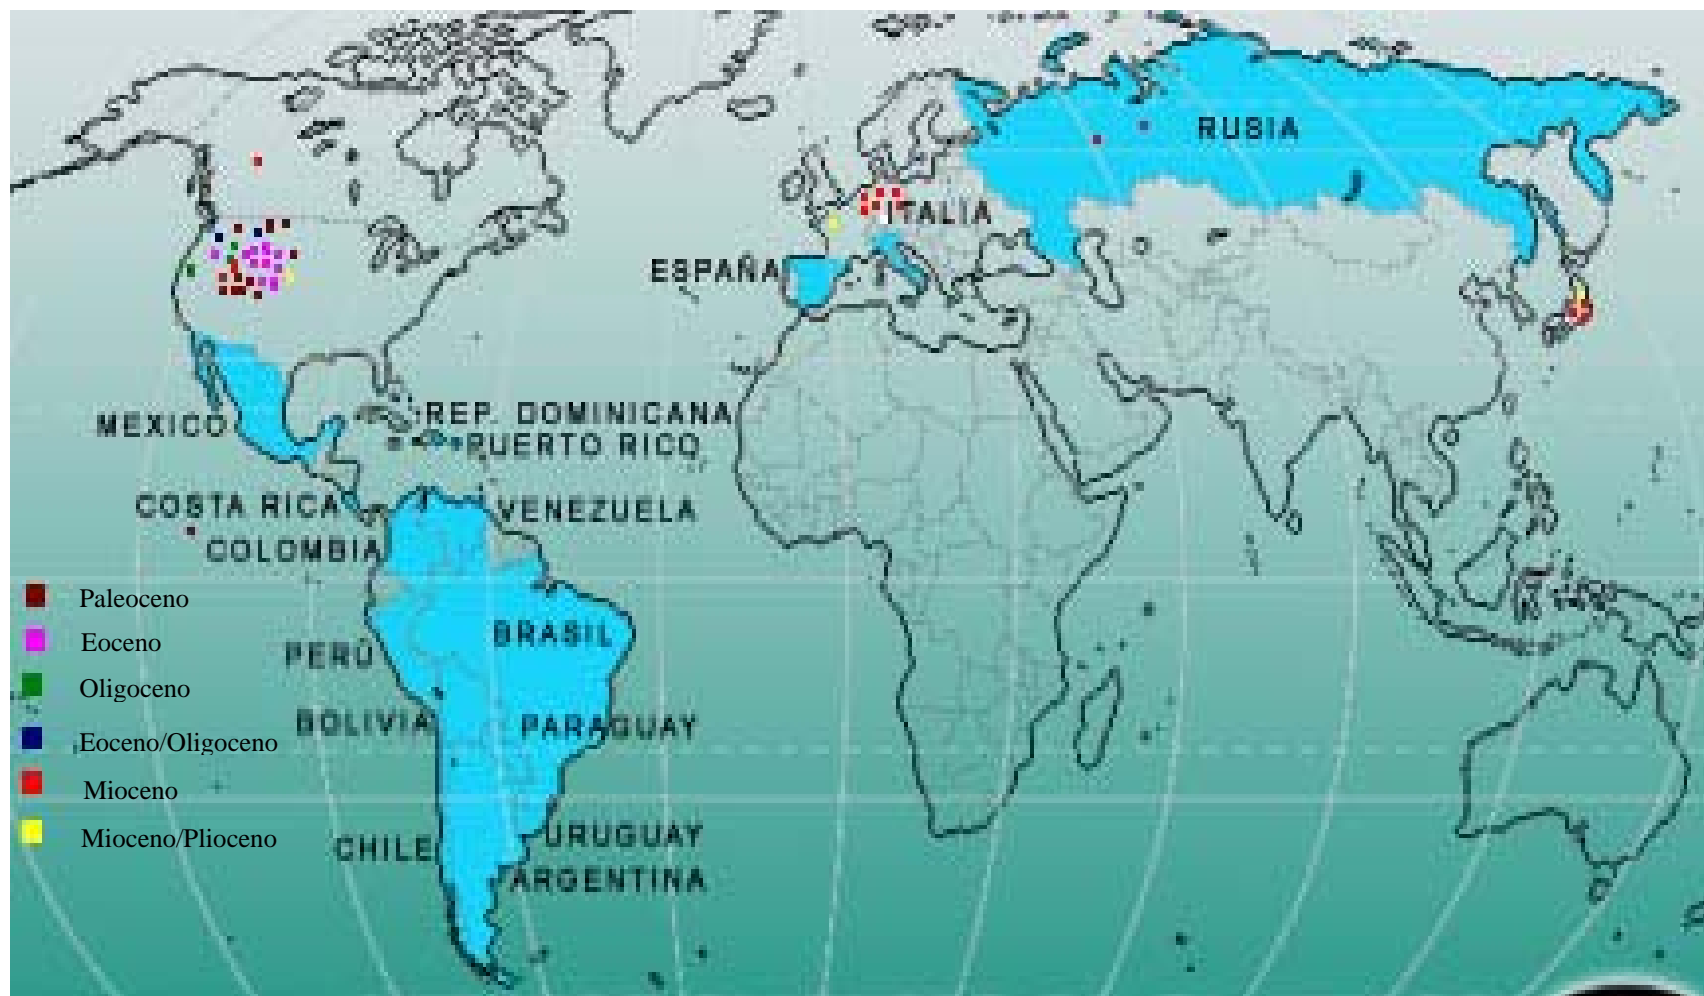 RUSIA
ITALIA
ESPAÑA
MEXICO
REP. DOMINICANA
PUERTO RICO
COSTA RICA
VENEZUELA
COLOMBIA
Paleoceno
BRASIL
Eoceno
PERÚ
Oligoceno
BOLIVIA
PARAGUAY
Eoceno/Oligoceno
Mioceno
Mioceno/Plioceno
CHILE
URUGUAY
ARGENTINA